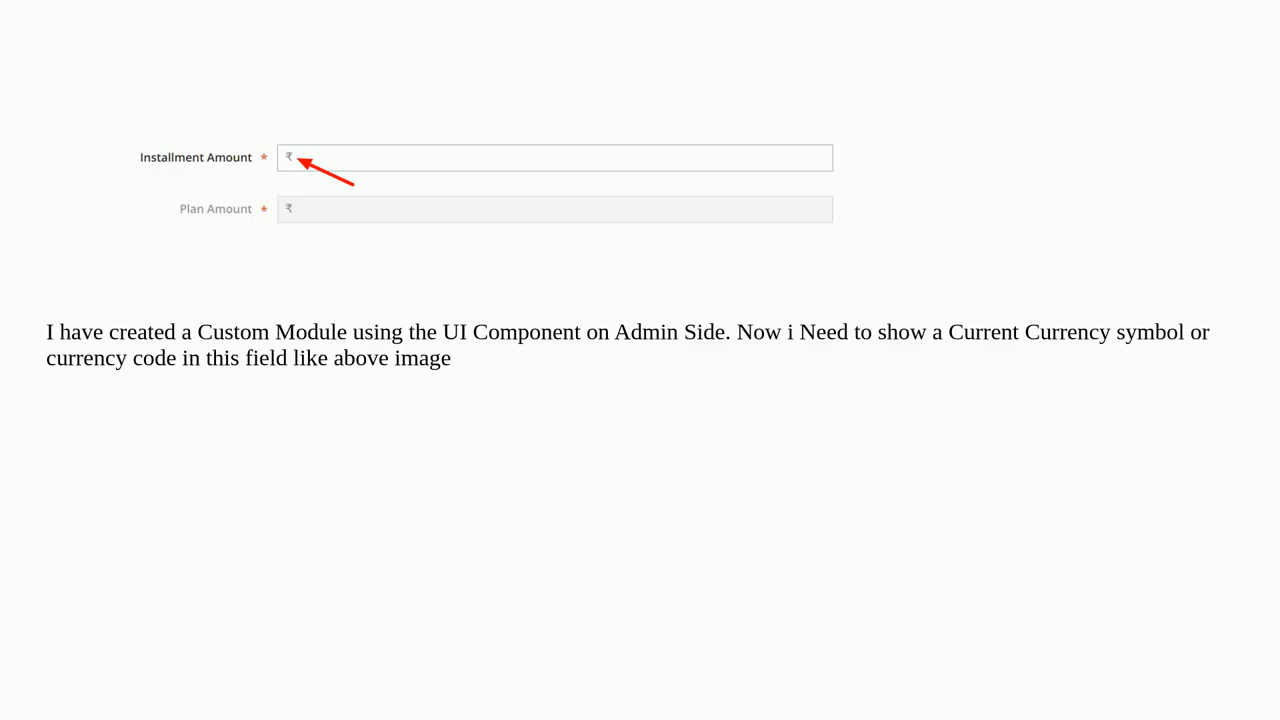 Installment Amount * ₹
Plan Amount * ₹
I have created a Custom Module using the UI Component on Admin Side. Now i Need to show a Current Currency symbol or
currency code in this field like above image